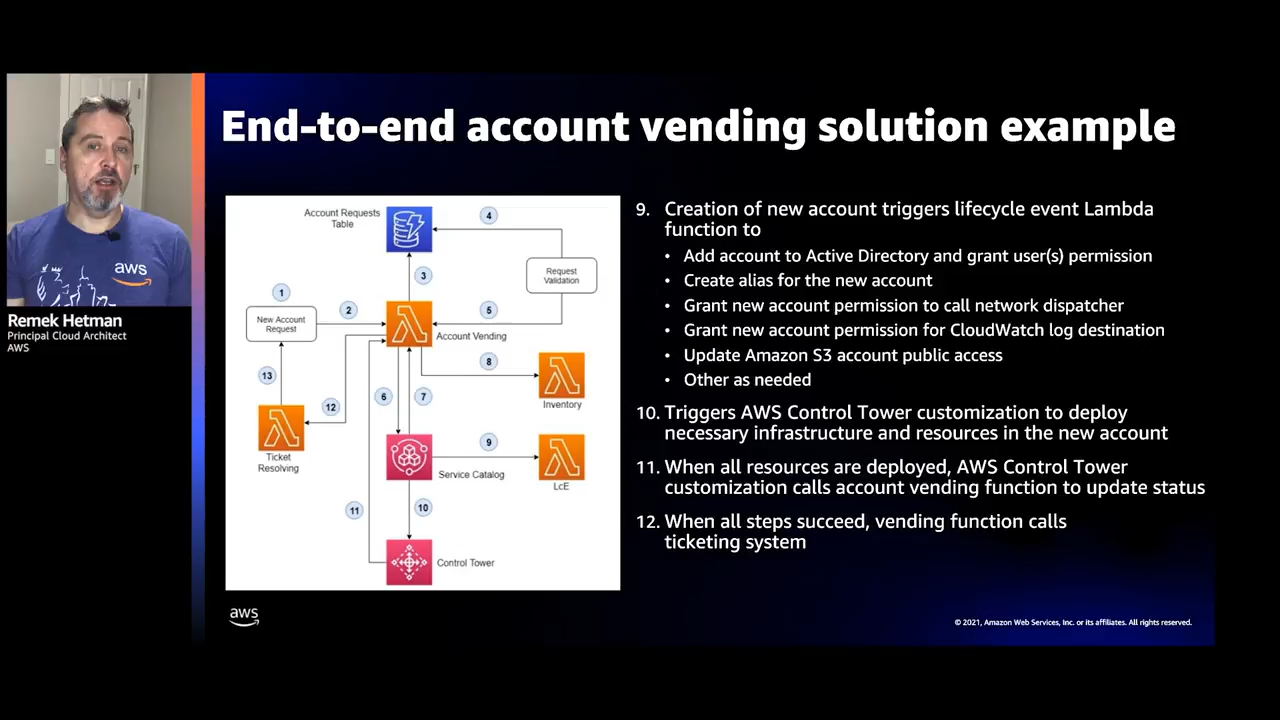 End-to-end account vending solution example
aws
Remek Hetman
Principal Cloud Architect
AWS
Account Requests
Table
4
Request
Validation
3
1
New Account
Request
2
5
Account Vending
8
13
12
6
7
Inventory
Ticket
Resolving
9
Service Catalog
LcE
11
10
Control Tower
9. Creation of new account triggers lifecycle event Lambda
function to
• Add account to Active Directory and grant user(s) permission
• Create alias for the new account
• Grant new account permission to call network dispatcher
• Grant new account permission for CloudWatch log destination
• Update Amazon S3 account public access
• Other as needed
10. Triggers AWS Control Tower customization to deploy
necessary infrastructure and resources in the new account
11. When all resources are deployed, AWS Control Tower
customization calls account vending function to update status
12. When all steps succeed, vending function calls
ticketing system
aws
© 2021, Amazon Web Services, Inc. or its affiliates. All rights reserved.